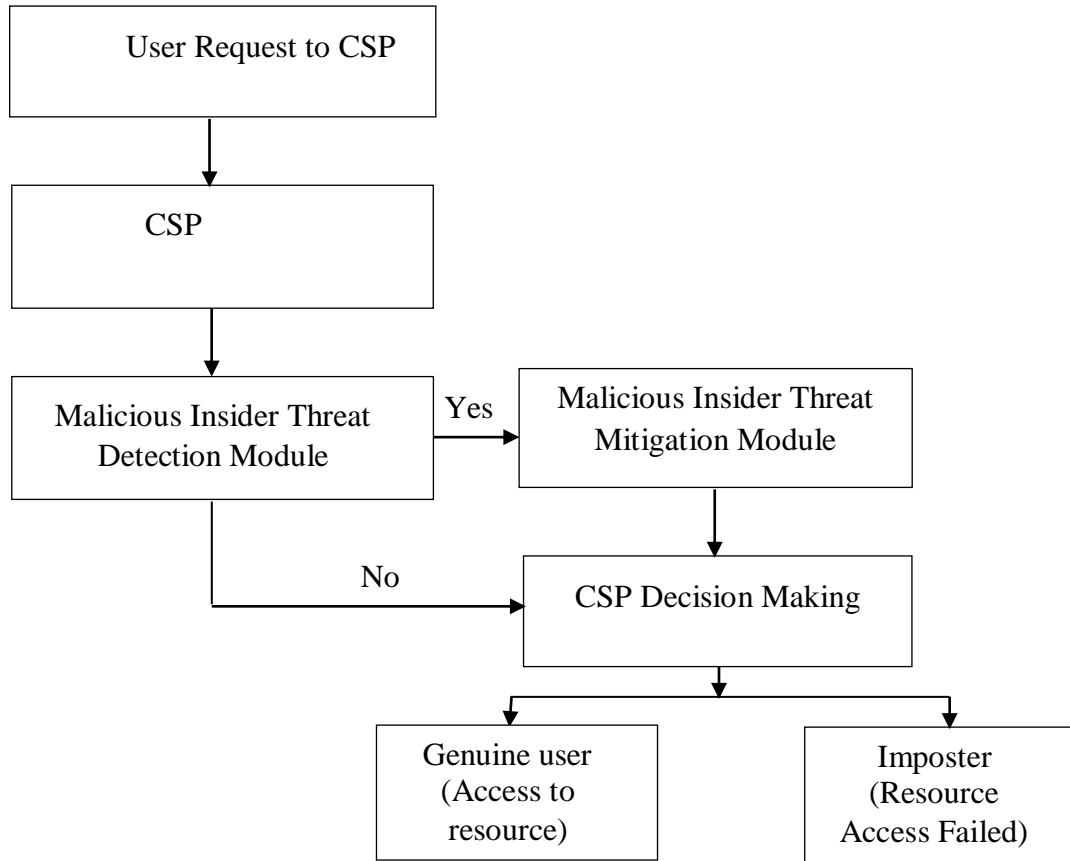 User Request to CSP
CSP
Malicious Insider Threat
Detection Module
Yes
Malicious Insider Threat
Mitigation Module
No
CSP Decision Making
Genuine user
(Access to
resource)
Imposter
(Resource
Access Failed)